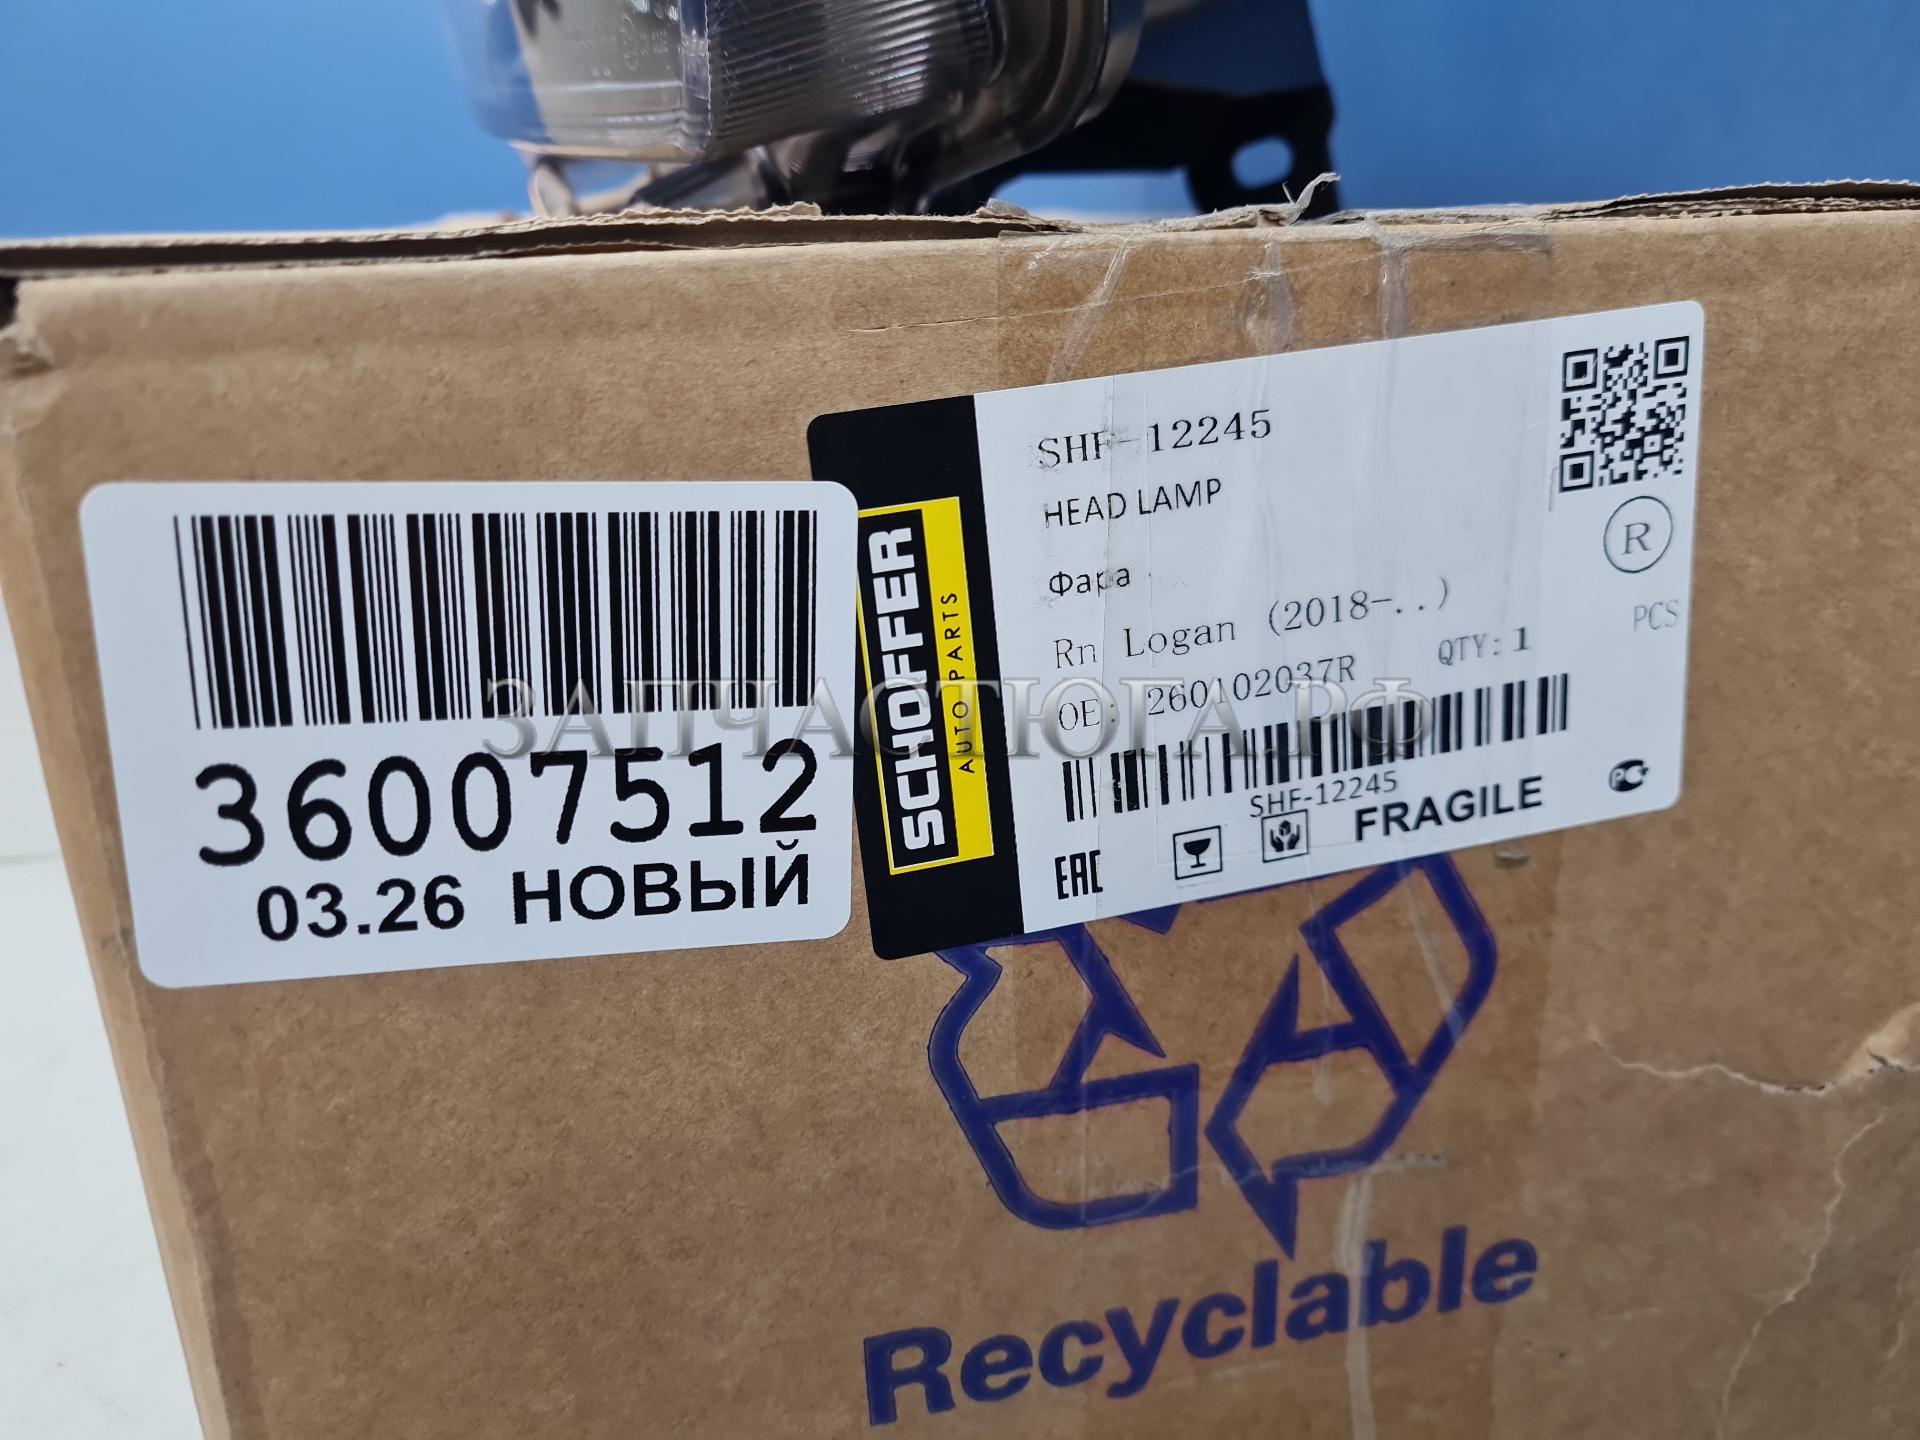 36007512
03.26 НОВЫЙ
SCHOFFER
AUTO PARTS
SHF-12245
HEAD LAMP
Фара
Rn Logan (2018-..)
OE: 260102037R QTY: 1 PCS
R
SHF-12245
EAC
FRAGILE
ЗАПЧАСТЮГА.РФ
Recyclable